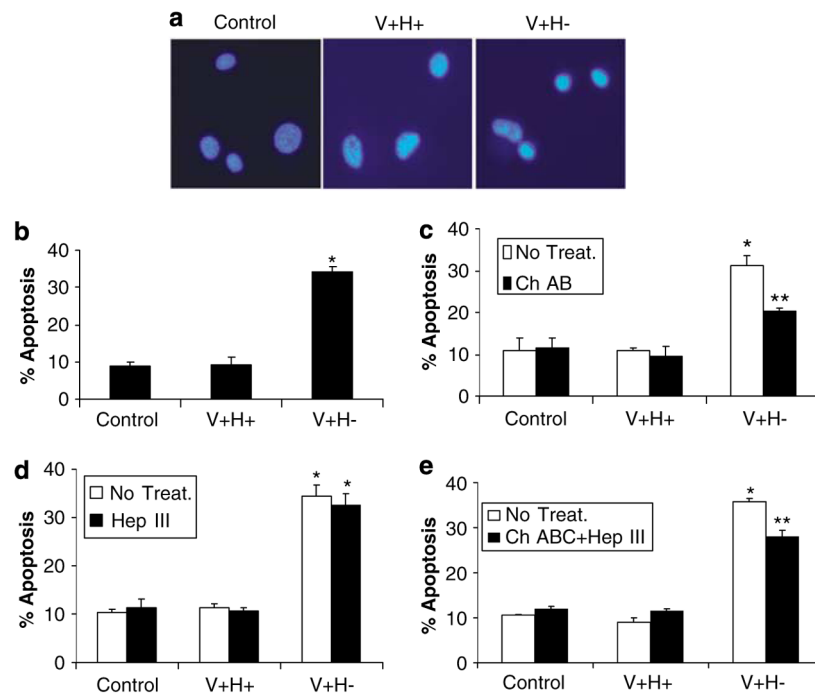 a
Control V+H+ V+H-
b
% Apoptosis
40
30
20
10
0
*
Control V+H+ V+H-
c
% Apoptosis
40
30
20
10
0
No Treat.
Ch AB
*
**
Control V+H+ V+H-
d
% Apoptosis
40
30
20
10
0
No Treat.
Hep III
* *
Control V+H+ V+H-
e
% Apoptosis
40
30
20
10
0
No Treat.
Ch ABC+Hep III
*
**
Control V+H+ V+H-